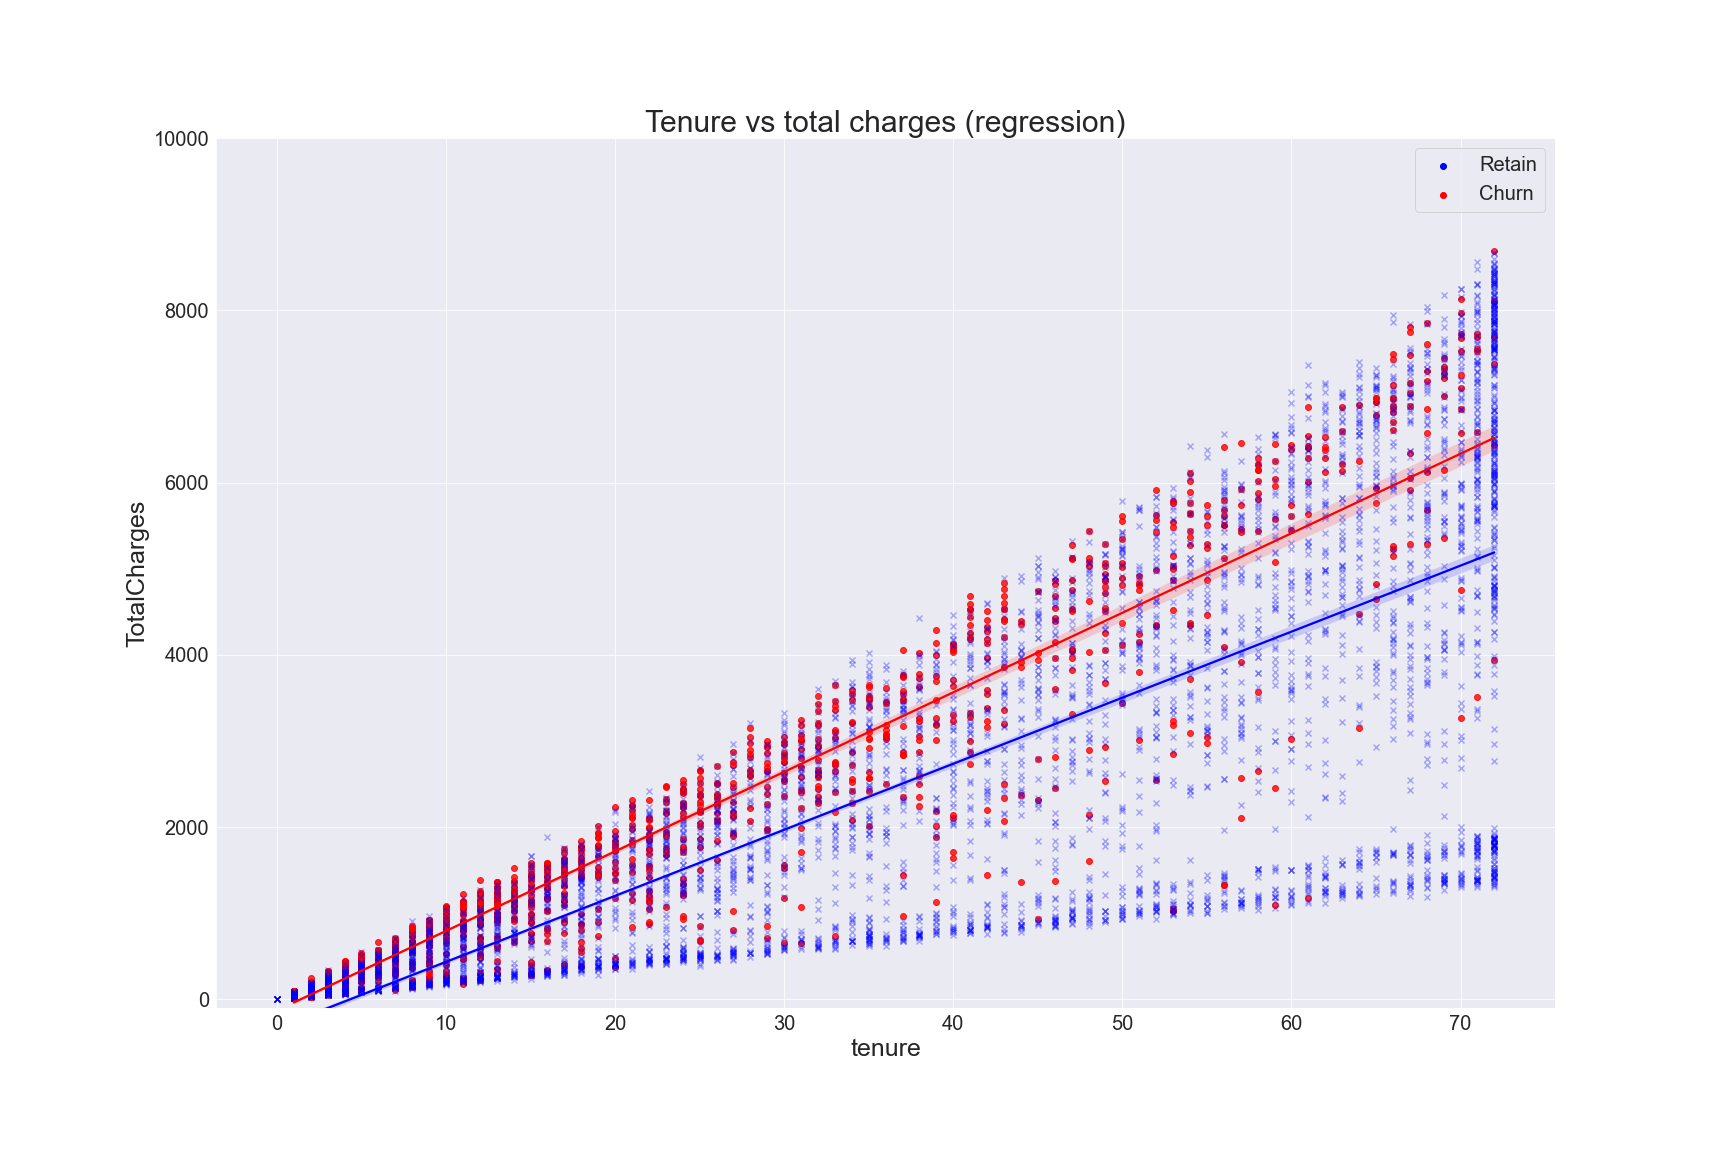 Tenure vs total charges (regression)
10000
8000
6000
4000
2000
0
TotalCharges
Retain
Churn
0 10 20 30 40 50 60 70
tenure